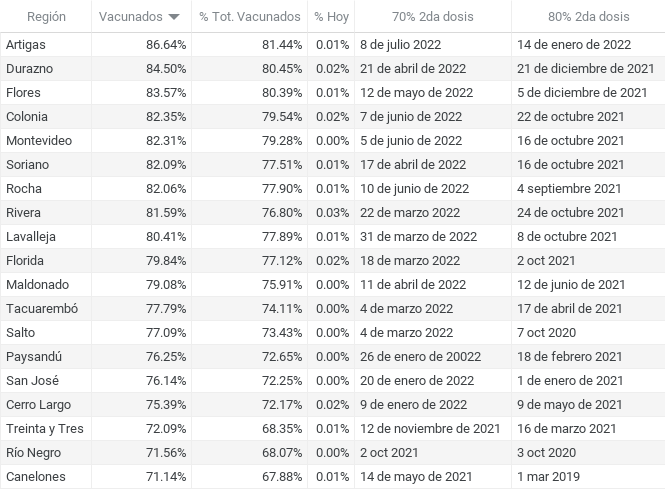 Región Vacunados % Tot. Vacunados % Hoy 70% 2da dosis 80% 2da dosis
Artigas 86.64% 81.44% 0.01% 8 de julio 2022 14 de enero de 2022
Durazno 84.50% 80.45% 0.02% 21 de abril de 2022 21 de diciembre de 2021
Flores 83.57% 80.39% 0.01% 12 de mayo de 2022 5 de diciembre de 2021
Colonia 82.35% 79.54% 0.02% 7 de junio de 2022 22 de octubre 2021
Montevideo 82.31% 79.28% 0.00% 5 de junio de 2022 16 de octubre 2021
Soriano 82.09% 77.51% 0.01% 17 de abril de 2022 16 de octubre 2021
Rocha 82.06% 77.90% 0.01% 10 de junio de 2022 4 septiembre 2021
Rivera 81.59% 76.80% 0.03% 22 de marzo 2022 24 de octubre 2021
Lavalleja 80.41% 77.89% 0.01% 31 de marzo de 2022 8 de octubre 2021
Florida 79.84% 77.12% 0.02% 18 de marzo 2022 2 oct 2021
Maldonado 79.08% 75.91% 0.00% 11 de abril de 2022 12 de junio de 2021
Tacuarembó 77.79% 74.11% 0.00% 4 de marzo 2022 17 de abril de 2021
Salto 77.09% 73.43% 0.00% 4 de marzo 2022 7 oct 2020
Paysandú 76.25% 72.65% 0.00% 26 de enero de 20022 18 de febrero 2021
San José 76.14% 72.25% 0.00% 20 de enero de 2022 1 de enero de 2021
Cerro Largo 75.39% 72.17% 0.02% 9 de enero de 2022 9 de mayo de 2021
Treinta y Tres 72.09% 68.35% 0.01% 12 de noviembre de 2021 16 de marzo 2021
Río Negro 71.56% 68.07% 0.00% 2 oct 2021 3 oct 2020
Canelones 71.14% 67.88% 0.01% 14 de mayo de 2021 1 mar 2019